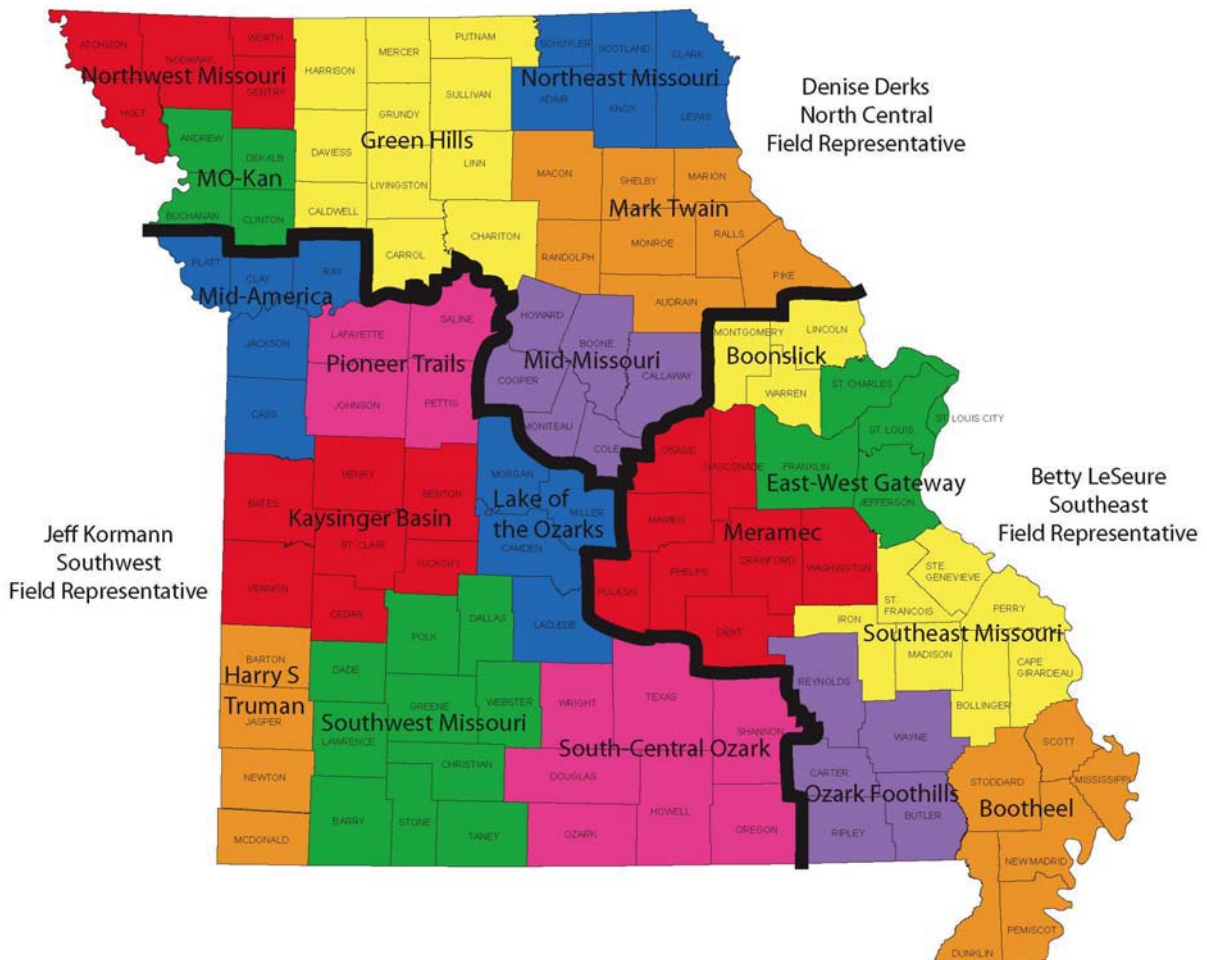 ATCHISON
NODAWAY
WORTH
Northwest Missouri
GENTRY
HOLT
ANDREW
DEKALB
MO-Kan
BUCHANAN
CLINTON
PUTNAM
MERCER
HARRISON
SULLIVAN
GRUNDY
Green Hills
DAVIESS
LINN
LIVINGSTON
CALDWELL
CHARITON
CARROL
SCHUYLER
SCOTLAND
CLARK
Northeast Missouri
ADAIR
KNOX
LEWIS
Denise Derks
North Central
Field Representative
MACON
SHELBY
MARION
Mark Twain
RALLS
MONROE
RANDOLPH
PIKE
AUDRAIN
PLATT
CLAY
RAY
Mid-America
JACKSON
CASS
LAFAYETTE
SALINE
Pioneer Trails
JOHNSON
PETTIS
HOWARD
BOONE
Mid-Missouri
CALLAWAY
COOPER
MONITEAU
COLE
MONTGOMERY
LINCOLN
Boonslick
WARREN
ST. CHARLES
ST. LOUIS CITY
ST. LOUIS
FRANKLIN
East-West Gateway
JEFFERSON
Betty LeSeure
Southeast
Field Representative
Jeff Kormann
Southwest
Field Representative
HENRY
BATES
BENTON
Kaysinger Basin
ST. CLAIR
HICKORY
VERNON
CEDAR
MORGAN
Lake of
the Ozarks
MILLER
CAMDEN
LACLEDE
OSAGE
GASCONADE
MARIES
Meramec
PHELPS
CRAWFORD
WASHINGTON
PULASKI
DENT
STE.
GENEVIEVE
ST.
FRANCOIS
PERRY
IRON
Southeast Missouri
MADISON
CAPE
GIRARDEAU
BOLLINGER
BARTON
Harry S
Truman
JASPER
NEWTON
MCDONALD
POLK
DALLAS
DADE
GREENE
WEBSTER
Southwest Missouri
LAWRENCE
CHRISTIAN
BARRY
STONE
TANEY
WRIGHT
TEXAS
SHANNON
South-Central Ozark
DOUGLAS
HOWELL
OZARK
OREGON
REYNOLDS
WAYNE
CARTER
Ozark Foothills
BUTLER
RIPLEY
SCOTT
STODDARD
MISSISSIPPI
Bootheel
NEW MADRID
PEMISCOT
DUNKLIN